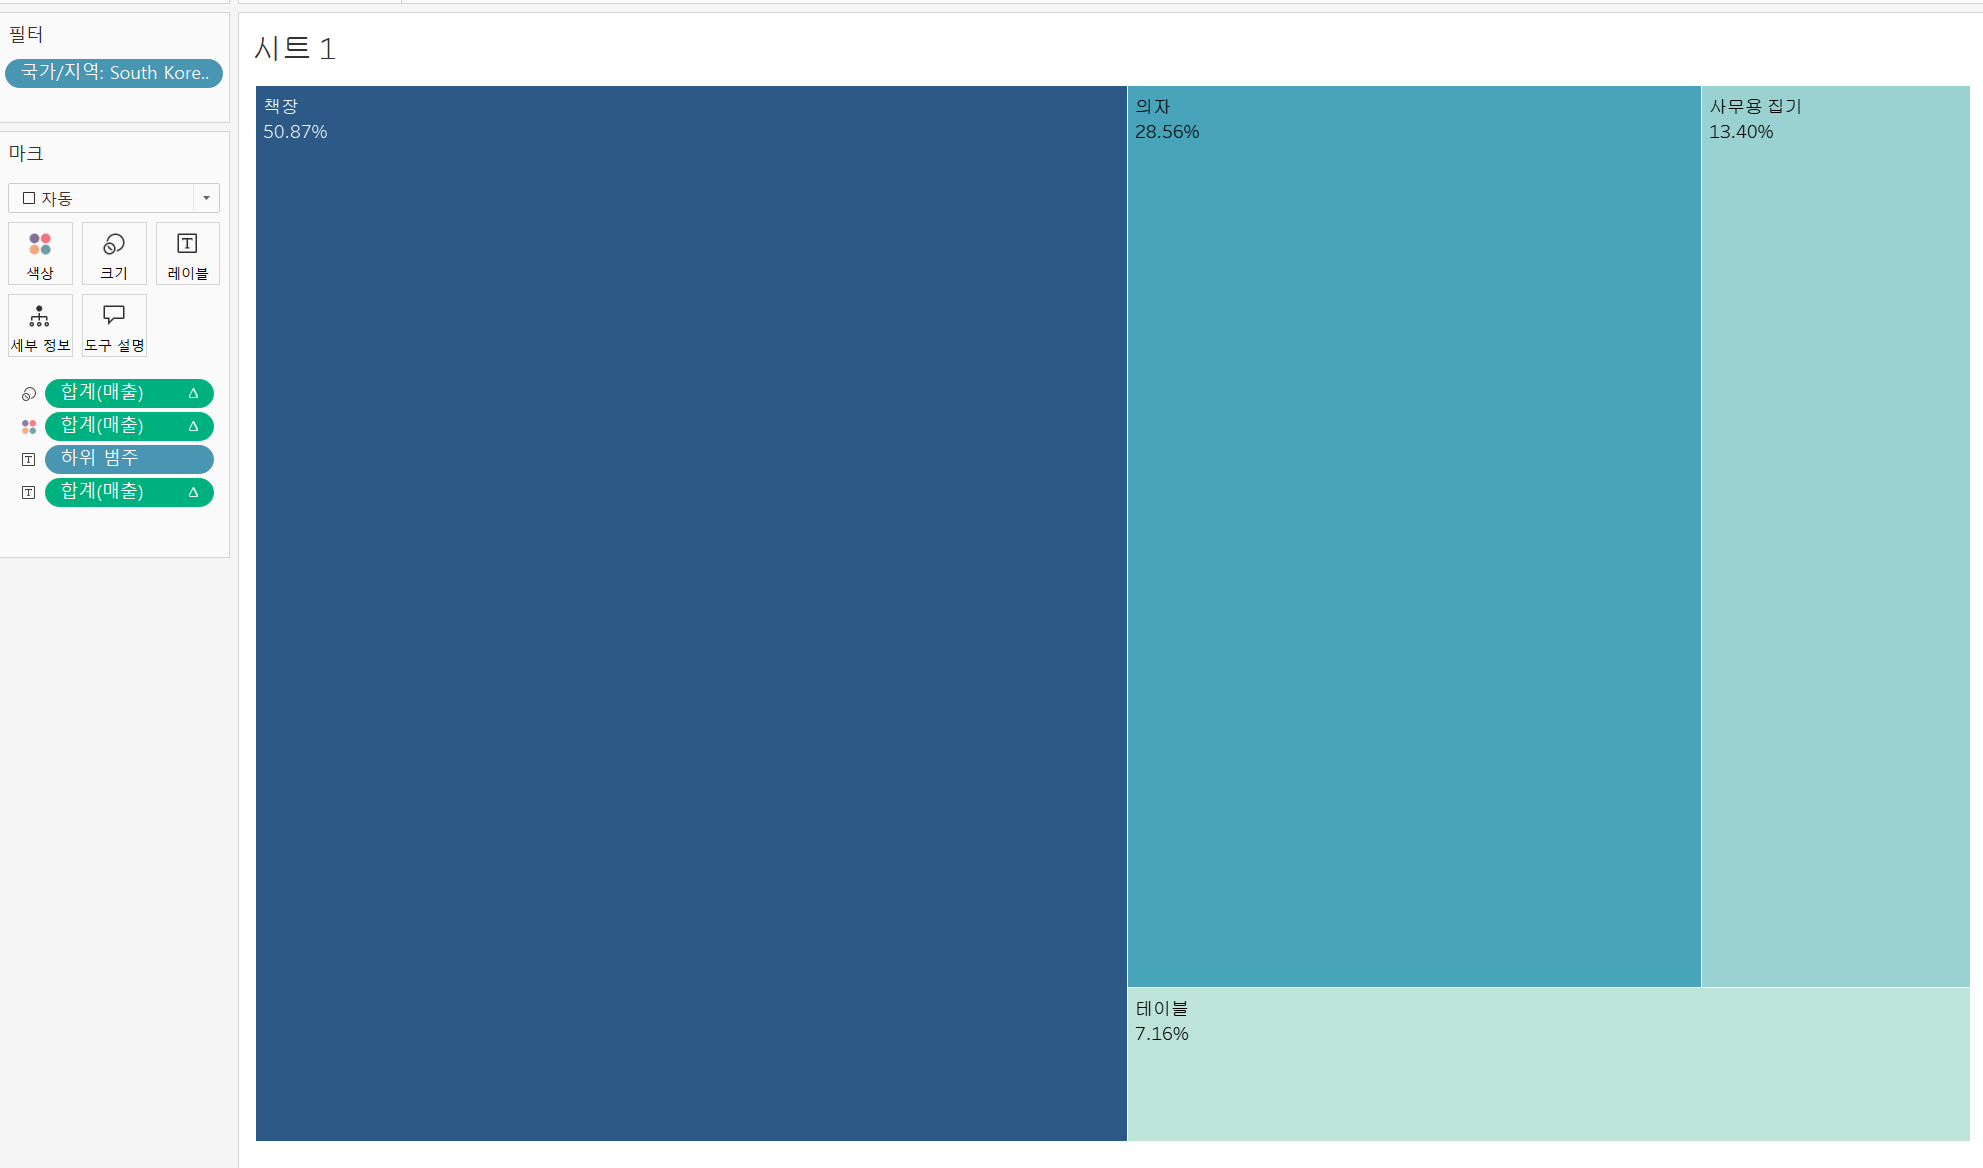 필터
국가/지역: South Kore..
마크
자동
색상
크기
레이블
세부 정보
도구 설명
합계(매출) Δ
합계(매출) Δ
하위 범주
합계(매출) Δ
시트 1
책장
50.87%
의자
28.56%
사무용 집기
13.40%
테이블
7.16%